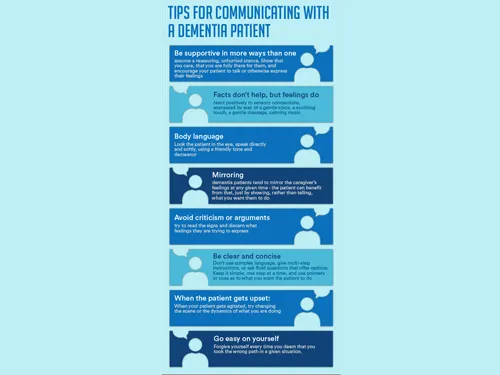 TIPS FOR COMMUNICATING WITH
A DEMENTIA PATIENT
Be supportive in more ways than one
assume a reassuring, unhurried stance. Show that
you care, that you are fully there for them, and
encourage your patient to talk or otherwise express
their feelings
Facts don't help, but feelings do
react positively to sensory connections,
expressed by way of a gentle voice, a soothing
touch, a gentle massage, calming music.
Body language
Look the patient in the eye, speak directly
and softly, using a friendly tone and
demeanor
Mirroring
dementia patients tend to mirror the caregiver's
feelings at any given time - the patient can benefit
from that, just by showing, rather than telling,
what you want them to do
Avoid criticism or arguments
try to read the signs and discern what
feelings they are trying to express
Be clear and concise
Don't use complex language, give multi-step
instructions, or ask fluid questions that offer options.
Keep it simple, one step at a time, and use pointers
or cues as to what you want the patient to do
When the patient gets upset:
When your patient gets agitated, try changing
the scene or the dynamics of what you are doing
Go easy on yourself
Forgive yourself every time you deem that you
took the wrong path in a given situation.